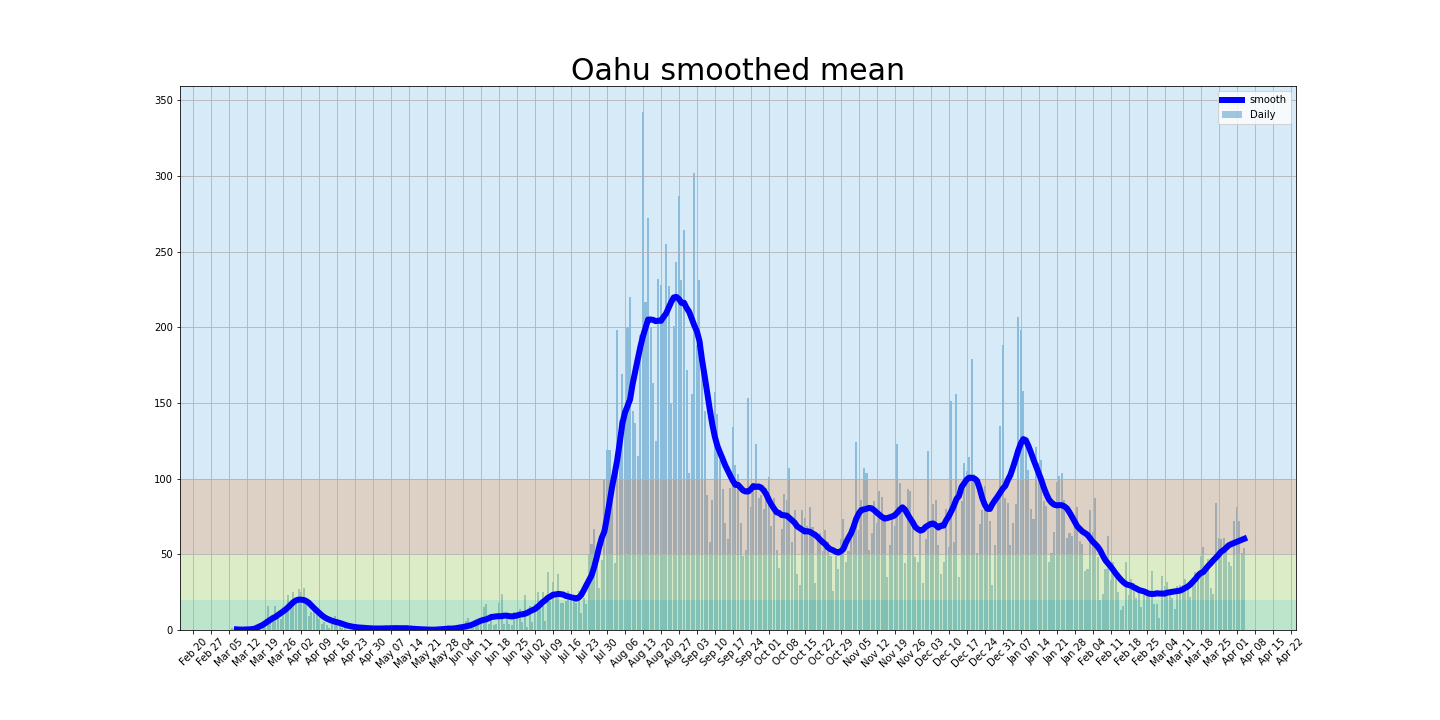 Oahu smoothed mean
smooth
Daily
350
300
250
200
150
100
50
0
Feb 20
Feb 27
Mar 05
Mar 12
Mar 19
Mar 26
Apr 02
Apr 09
Apr 16
Apr 23
Apr 30
May 07
May 14
May 21
May 28
Jun 04
Jun 11
Jun 18
Jun 25
Jul 02
Jul 09
Jul 16
Jul 23
Jul 30
Aug 06
Aug 13
Aug 20
Aug 27
Sep 03
Sep 10
Sep 17
Sep 24
Oct 01
Oct 08
Oct 15
Oct 22
Oct 29
Nov 05
Nov 12
Nov 19
Nov 26
Dec 03
Dec 10
Dec 17
Dec 24
Dec 31
Jan 07
Jan 14
Jan 21
Jan 28
Feb 04
Feb 11
Feb 18
Feb 25
Mar 04
Mar 11
Mar 18
Mar 25
Apr 01
Apr 08
Apr 15
Apr 22